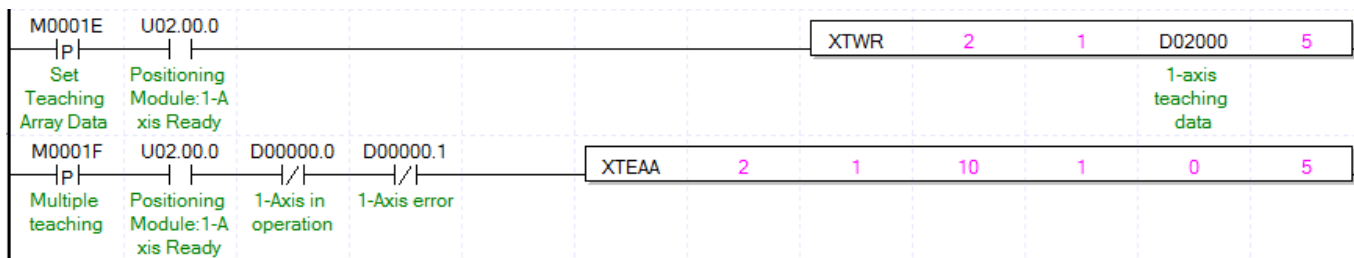 M0001E U02.00.0
P XTWR 2 1 D02000 5
Set Positioning 1-axis
Teaching Module:1-A teaching
Array Data xis Ready data
M0001F U02.00.0 D00000.0 D00000.1
P XTEAA 2 1 10 1 0 5
Multiple Positioning 1-Axis in 1-Axis error
teaching Module:1-A operation
xis Ready